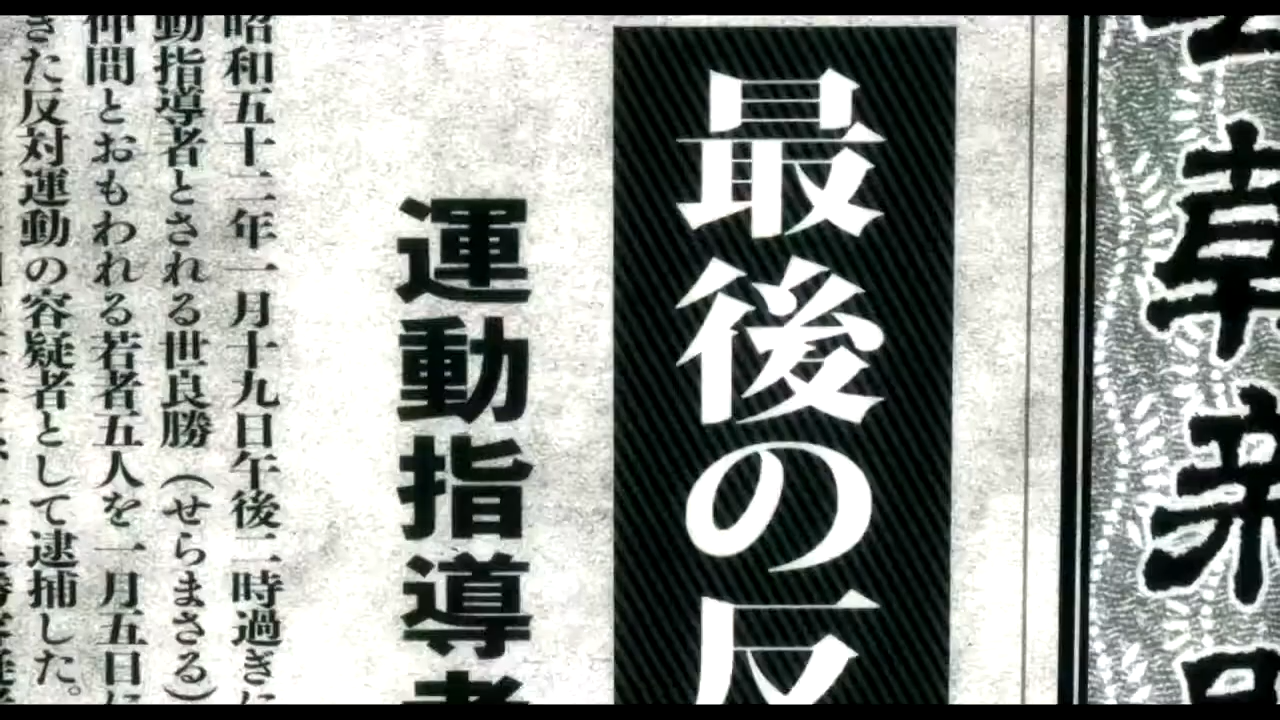 最後の反
運動指導者
昭和五十二年一月十九日午後二時過ぎに
動指導者とされる世良勝（せらまさる）
仲間とおもわれる若者五人を一月五日に
きた反対運動の容疑者として逮捕した。